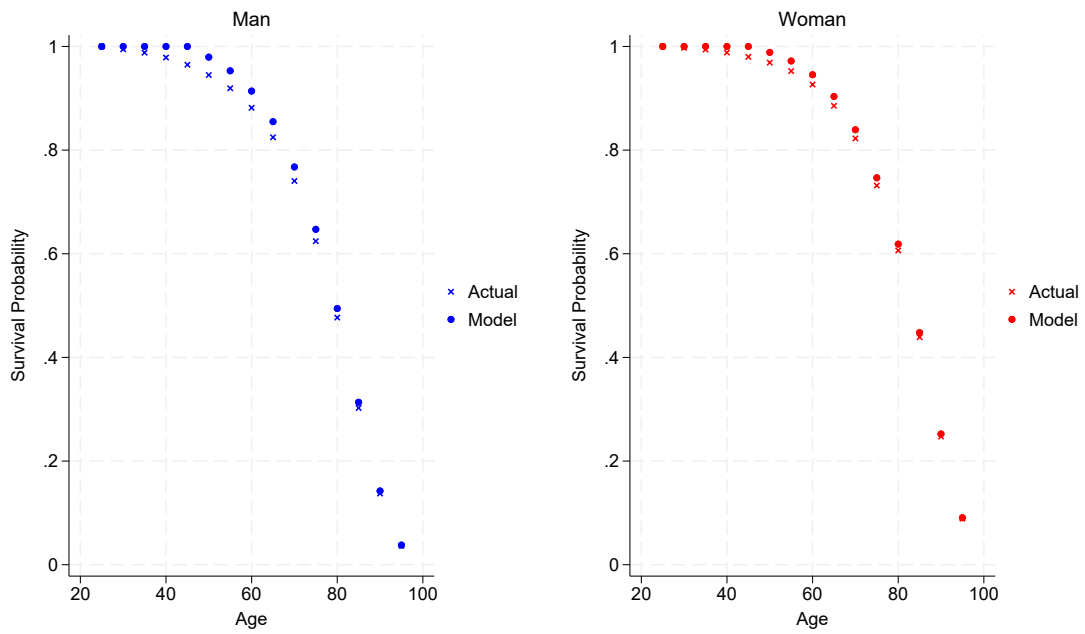 Man
1
.8
.6
.4
.2
0
Survival Probability
20 40 60 80 100
Age
Actual
Model
Woman
1
.8
.6
.4
.2
0
Survival Probability
20 40 60 80 100
Age
Actual
Model